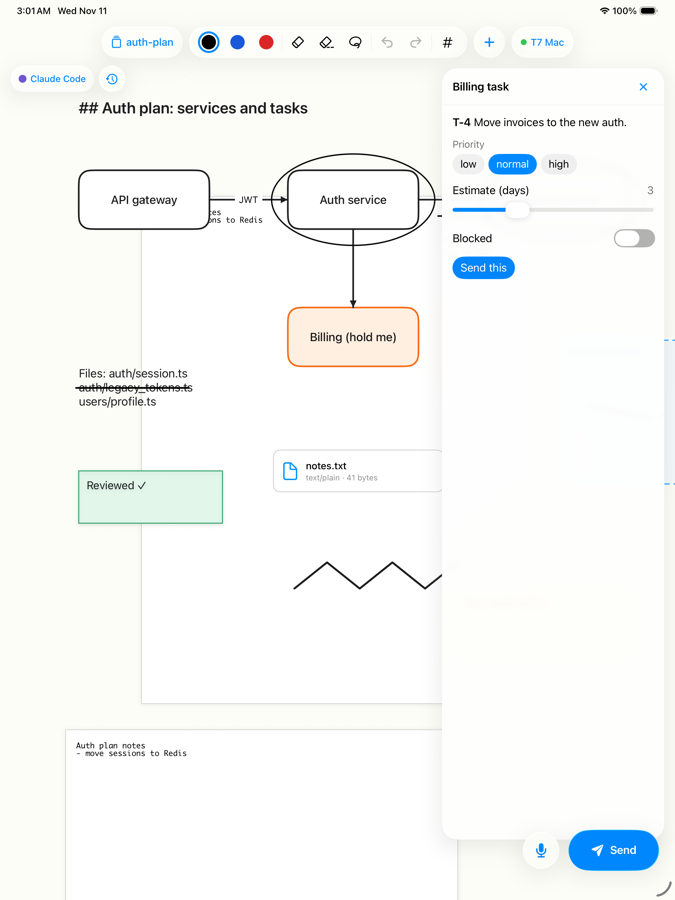 3:01 AM Wed Nov 11
100%
auth-plan
#
+
T7 Mac
Claude Code
## Auth plan: services and tasks
API gateway
JWT
Auth service
ons to Redis
Billing (hold me)
Files: auth/session.ts
auth/legacy_tokens.ts
users/profile.ts
notes.txt
text/plain · 41 bytes
Reviewed ✓
Auth plan notes
- move sessions to Redis
Billing task
T-4 Move invoices to the new auth.
Priority
low
normal
high
Estimate (days)
3
Blocked
Send this
Send